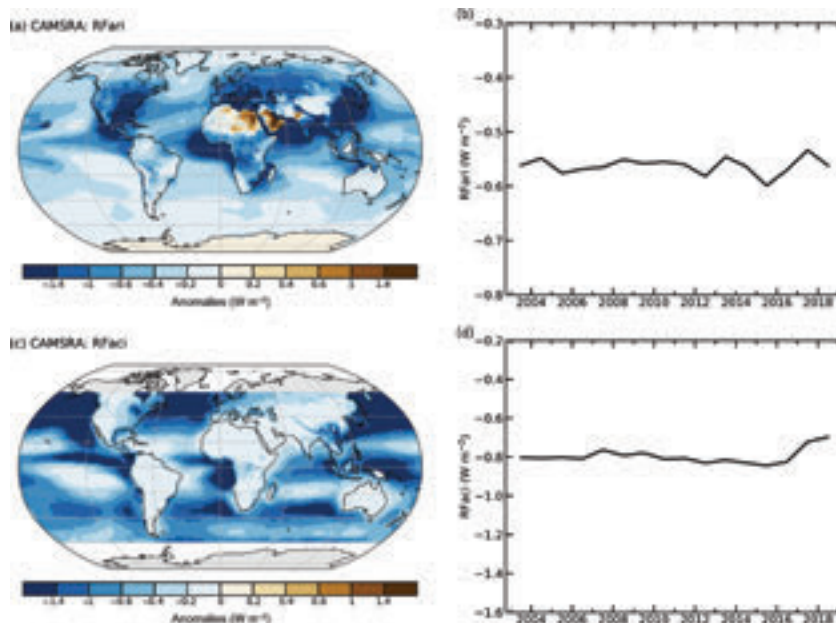 (a) CAMSRA: RFari
−1.4 −1 −0.6 −0.4 −0.2 0 0.2 0.4 0.6 1 1.4
Anomalies (W m⁻²)
(b)
RFari (W m⁻²)
−0.3
−0.4
−0.5
−0.6
−0.7
−0.8
2004 2006 2008 2010 2012 2014 2016 2018
(c) CAMSRA: RFaci
−1.4 −1 −0.6 −0.4 −0.2 0 0.2 0.4 0.6 1 1.4
Anomalies (W m⁻²)
(d)
RFaci (W m⁻²)
−0.2
−0.4
−0.6
−0.8
−1.0
−1.2
−1.4
−1.6
2004 2006 2008 2010 2012 2014 2016 2018